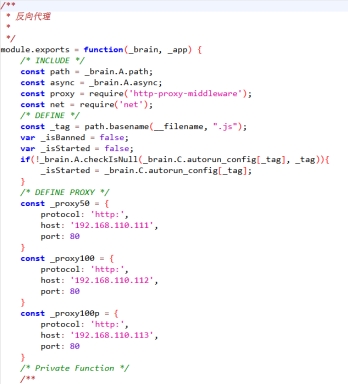 /**
 * 反向代理
 *
 */
module.exports = function(_brain, _app) {
    /* INCLUDE */
    const path = _brain.A.path;
    const async = _brain.A.async;
    const proxy = require('http-proxy-middleware');
    const net = require('net');
    /* DEFINE */
    const _tag = path.basename(__filename, ".js");
    var _isBanned = false;
    var _isStarted = false;
    if(!_brain.A.checkIsNull(_brain.C.autorun_config[_tag], _tag)){
        _isStarted = _brain.C.autorun_config[_tag];
    }
    /* DEFINE PROXY */
    const _proxy50 = {
        protocol: 'http:',
        host: '192.168.110.111',
        port: 80
    }
    const _proxy100 = {
        protocol: 'http:',
        host: '192.168.110.112',
        port: 80
    }
    const _proxy100p = {
        protocol: 'http:',
        host: '192.168.110.113',
        port: 80
    }
    /* Private Function */
    /**